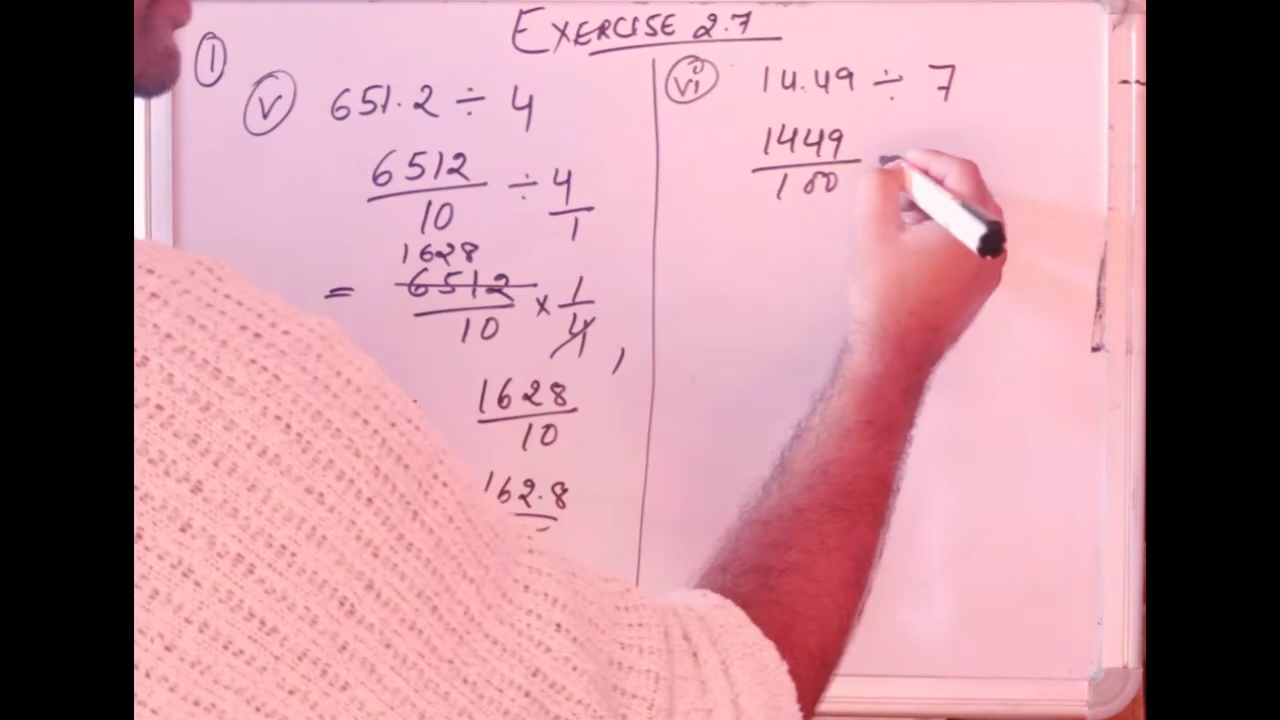 EXERCISE 2.7
①
ⓥ 651.2 ÷ 4
6512/10 ÷ 4/1
1628
= 6512/10 × 1/4 ,
1628/10
162.8
ⓥⓘ 14.49 ÷ 7
1449/100